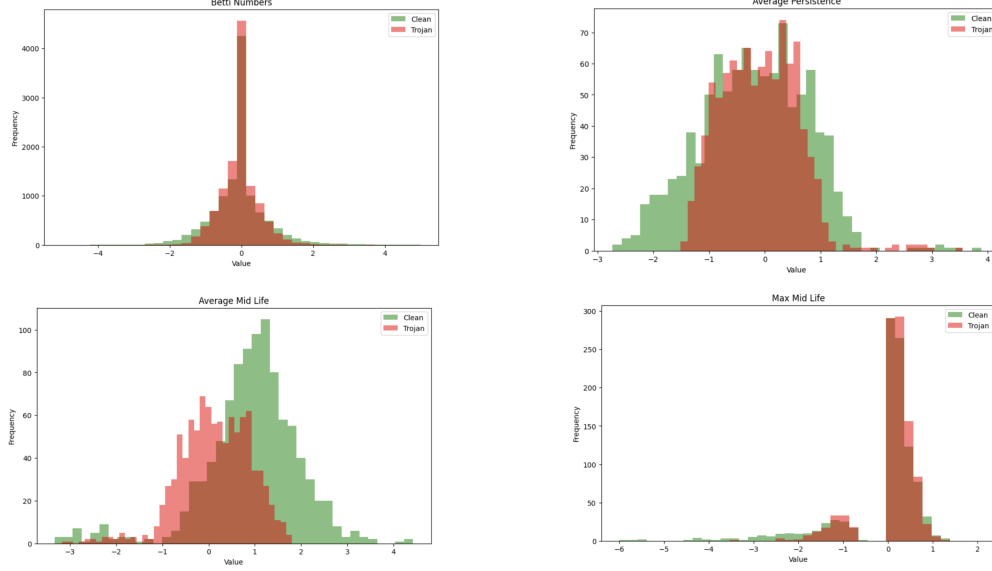 Betti Numbers
Clean
Trojan
Frequency
4000
3000
2000
1000
0
−4
−2
0
2
4
Value
Average Persistence
Clean
Trojan
Frequency
70
60
50
40
30
20
10
0
−3
−2
−1
0
1
2
3
4
Value
Average Mid Life
Clean
Trojan
Frequency
100
80
60
40
20
0
−3
−2
−1
0
1
2
3
4
Value
Max Mid Life
Clean
Trojan
Frequency
300
250
200
150
100
50
0
−6
−5
−4
−3
−2
−1
0
1
2
Value